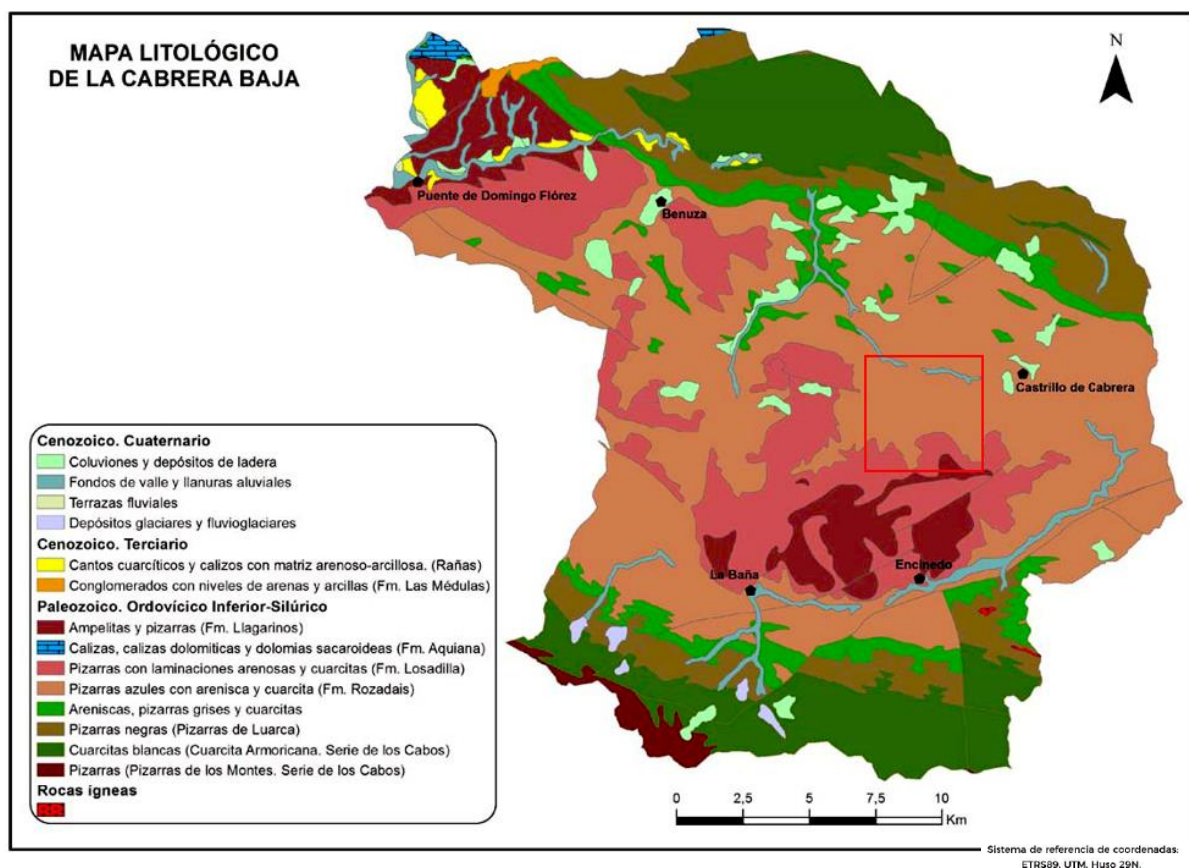 MAPA LITOLÓGICO
DE LA CABRERA BAJA
N
Puente de Domingo Flórez
Benuza
Castrillo de Cabrera
La Baña
Encinedo
Cenozoico. Cuaternario
Coluviones y depósitos de ladera
Fondos de valle y llanuras aluviales
Terrazas fluviales
Depósitos glaciares y fluvioglaciares
Cenozoico. Terciario
Cantos cuarcíticos y calizos con matriz arenoso-arcillosa. (Rañas)
Conglomerados con niveles de arenas y arcillas (Fm. Las Médulas)
Paleozoico. Ordovícico Inferior-Silúrico
Ampelitas y pizarras (Fm. Llagarinos)
Calizas, calizas dolomiticas y dolomias sacaroideas (Fm. Aquiana)
Pizarras con laminaciones arenosas y cuarcitas (Fm. Losadilla)
Pizarras azules con arenisca y cuarcita (Fm. Rozadais)
Areniscas, pizarras grises y cuarcitas
Pizarras negras (Pizarras de Luarca)
Cuarcitas blancas (Cuarcita Armoricana. Serie de los Cabos)
Pizarras (Pizarras de los Montes. Serie de los Cabos)
Rocas ígneas
0 2,5 5 7,5 10
Km
Sistema de referencia de coordenadas:
ETRS89. UTM. Huso 29N.